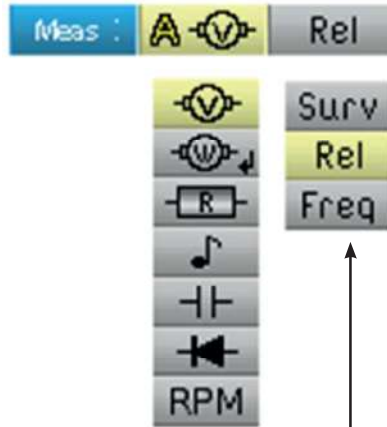 Meas : A V Rel
V
W
R
RPM
Surv
Rel
Freq